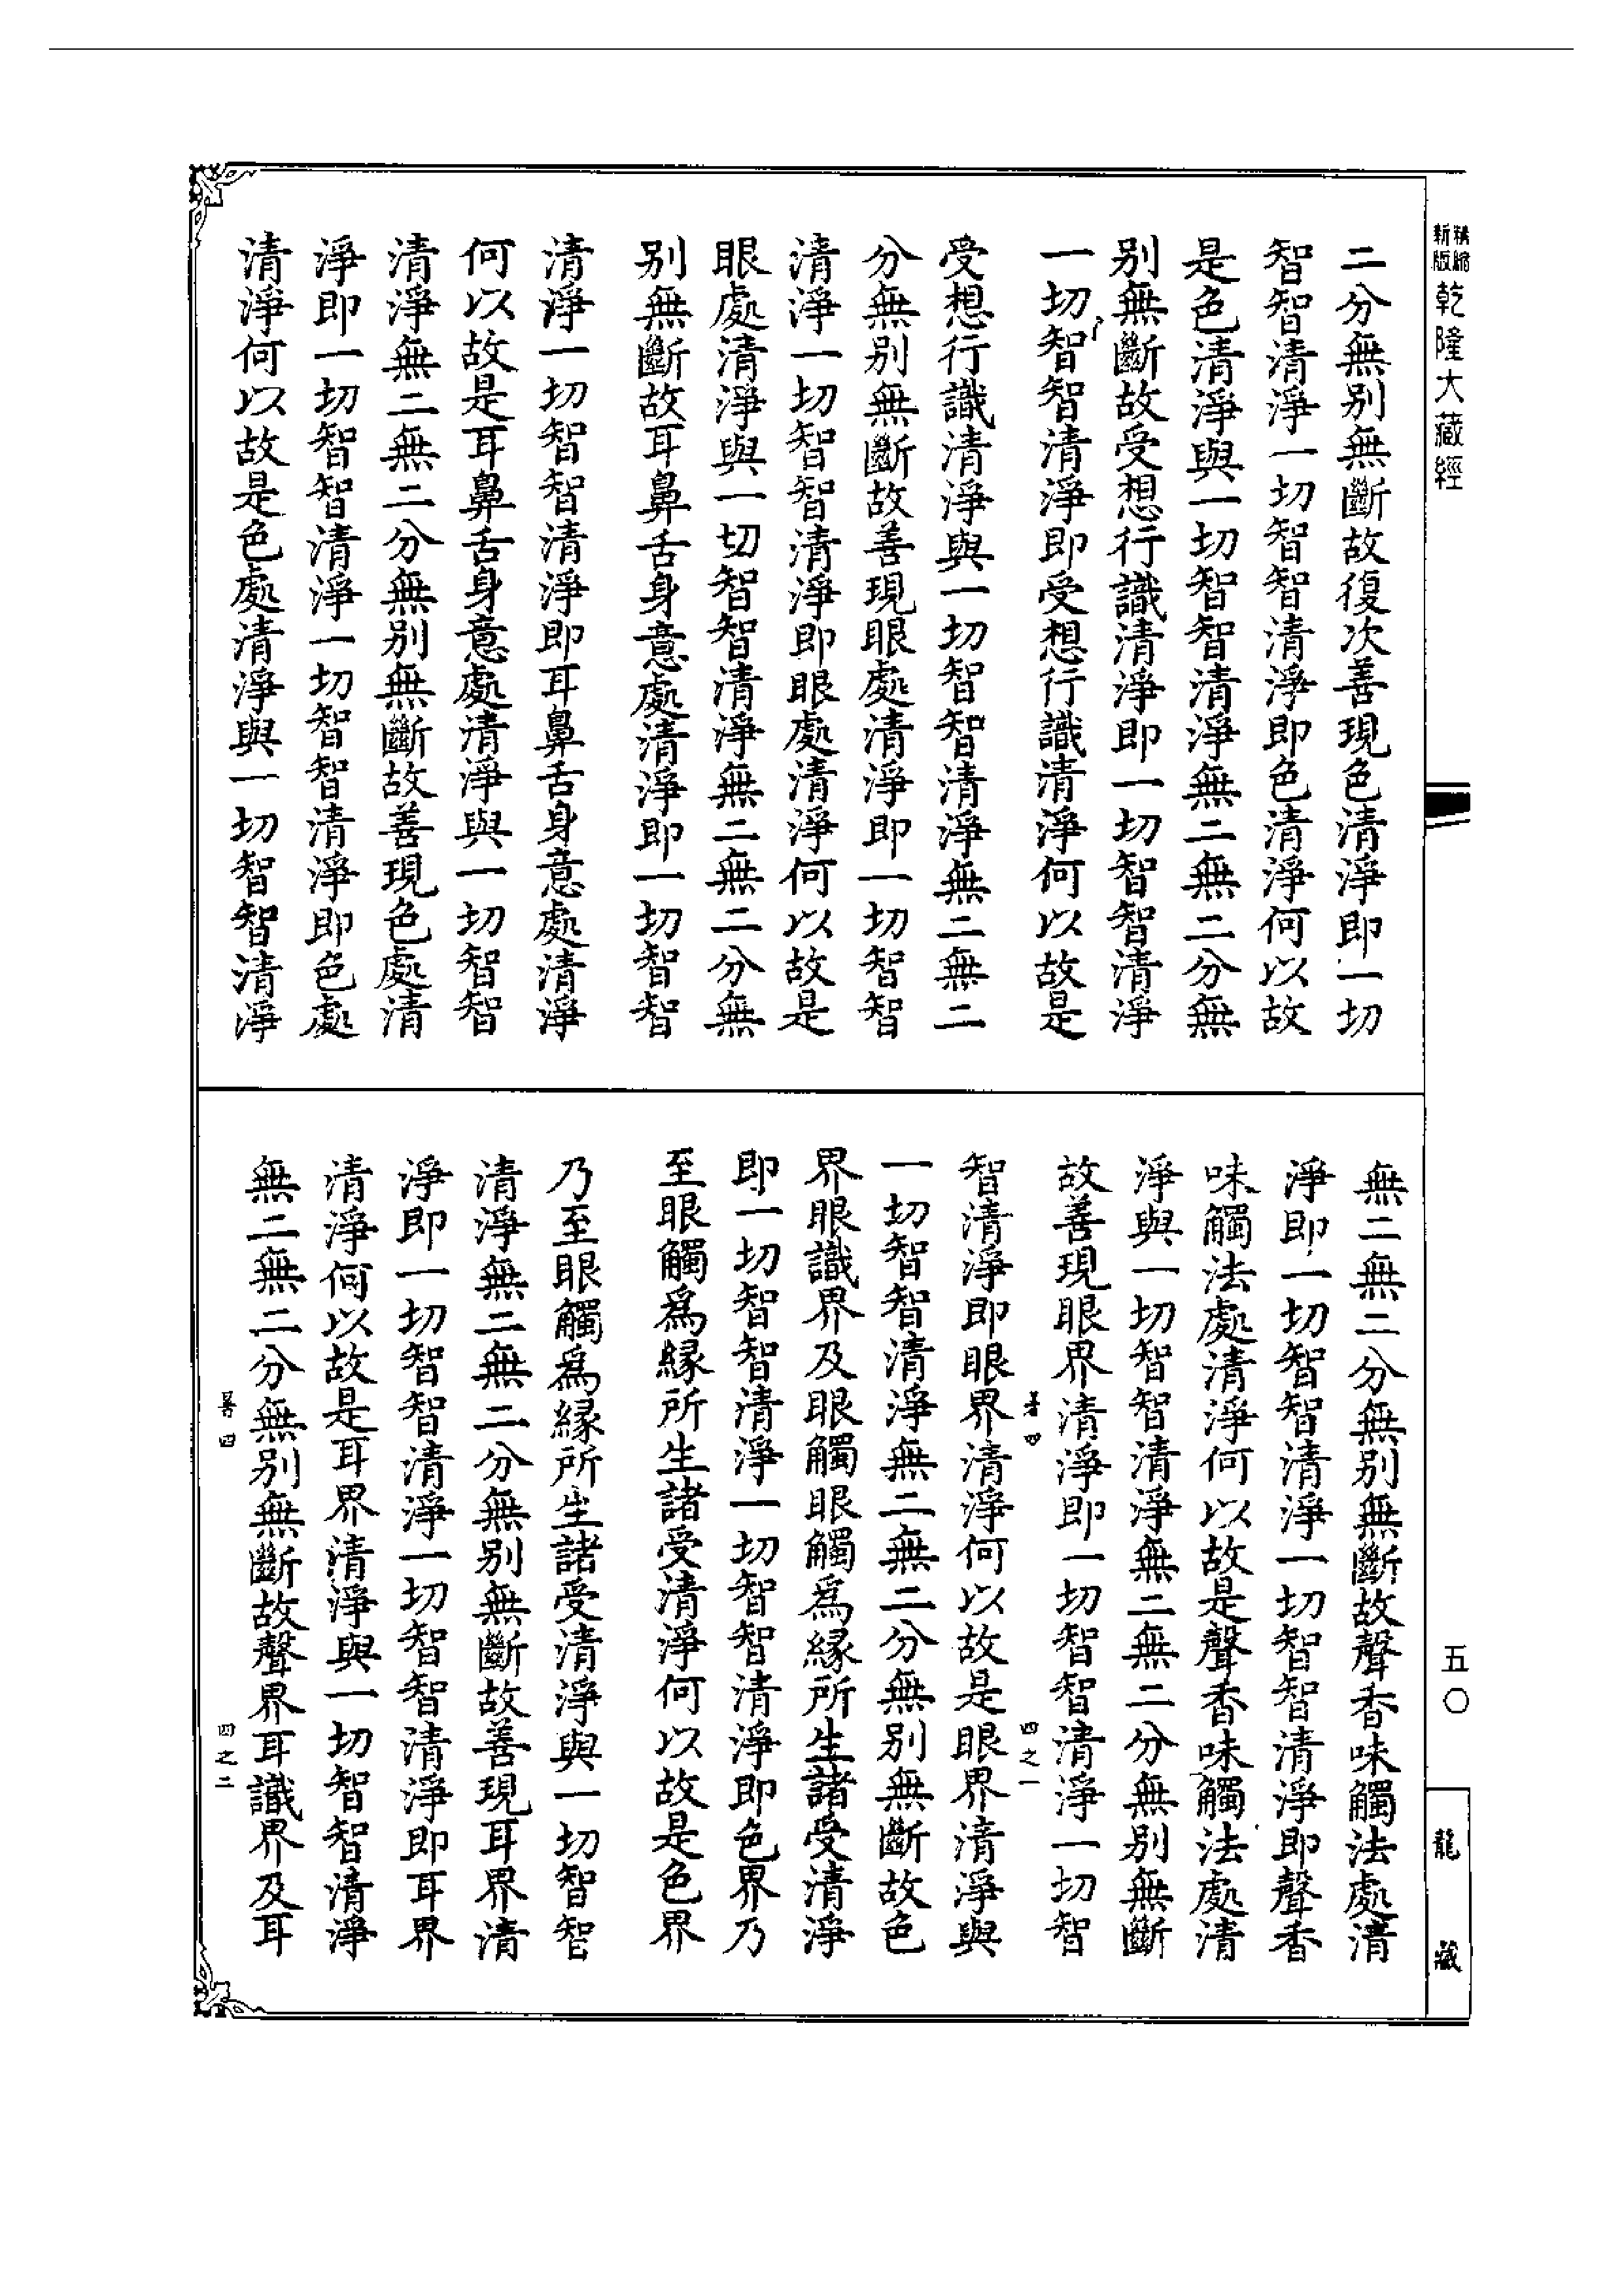 新版
精縮
乾隆大藏經
二分無别無斷故復次善現色清淨即一切
智智清淨一切智智清淨即色清淨何以故
是色清淨與一切智智清淨無二無二分無
别無斷故受想行識清淨即一切智智清淨
一切智智清淨即受想行識清淨何以故是
受想行識清淨與一切智智清淨無二無二
分無别無斷故善現眼處清淨即一切智智
清淨一切智智清淨即眼處清淨何以故是
眼處清淨與一切智智清淨無二無二分無
别無斷故耳鼻舌身意處清淨即一切智智
清淨一切智智清淨即耳鼻舌身意處清淨
何以故是耳鼻舌身意處清淨與一切智智
清淨無二無二分無别無斷故善現色處清
淨即一切智智清淨一切智智清淨即色處
清淨何以故是色處清淨與一切智智清淨
無二無二分無别無斷故聲香味觸法處清
淨即一切智智清淨一切智智清淨即聲香
味觸法處清淨何以故是聲香味觸法處清
淨與一切智智清淨無二無二分無别無斷
故善現眼界清淨即一切智智清淨一切智
四之一
智清淨即眼界清淨何以故是眼界清淨與
一切智智清淨無二無二分無别無斷故色
界眼識界及眼觸眼觸爲緣所生諸受清淨
即一切智智清淨一切智智清淨即色界乃
至眼觸爲緣所生諸受清淨何以故是色界
乃至眼觸爲緣所生諸受清淨與一切智智
清淨無二無二分無别無斷故善現耳界清
淨即一切智智清淨一切智智清淨即耳界
清淨何以故是耳界清淨與一切智智清淨
無二無二分無别無斷故聲界耳識界及耳
四之二
五〇
龍藏